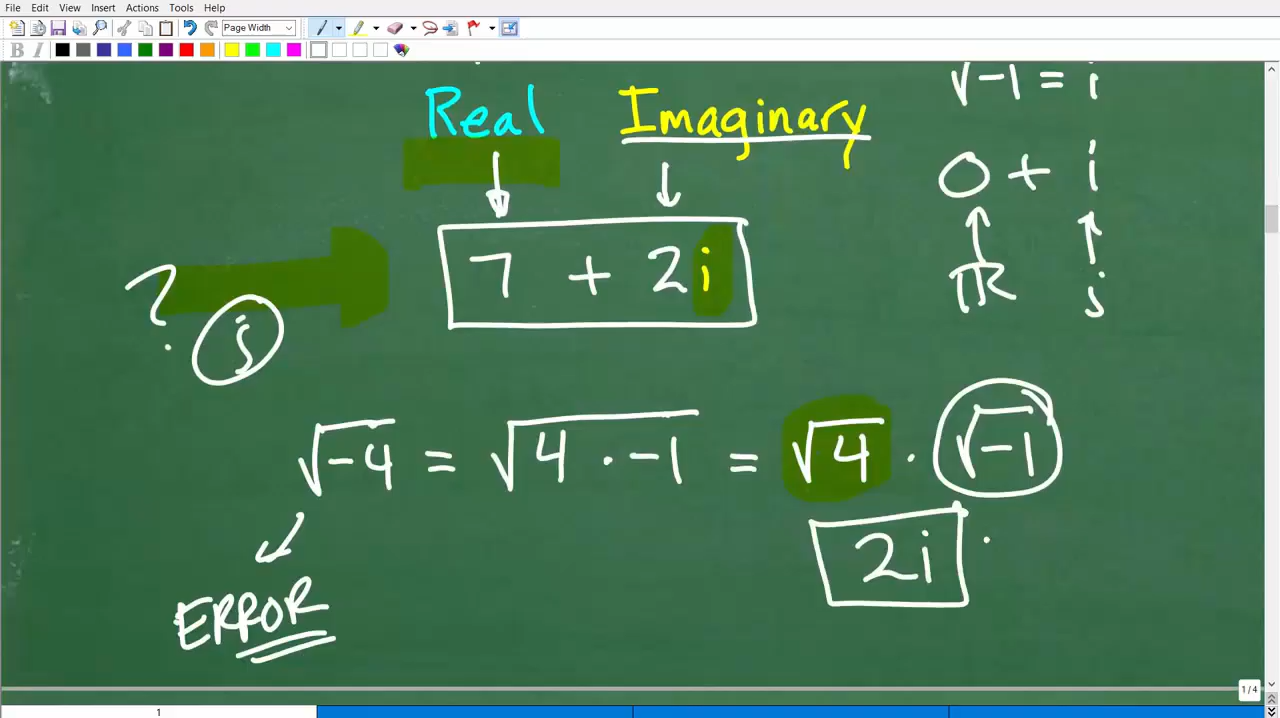 File Edit View Insert Actions Tools Help
Page Width
B I
√-1 = i
Real Imaginary
0 + i
7 + 2i
ℝ i
?
i
√-4 = √4 · -1 = √4 · √-1
2i .
ERROR
1/4
1